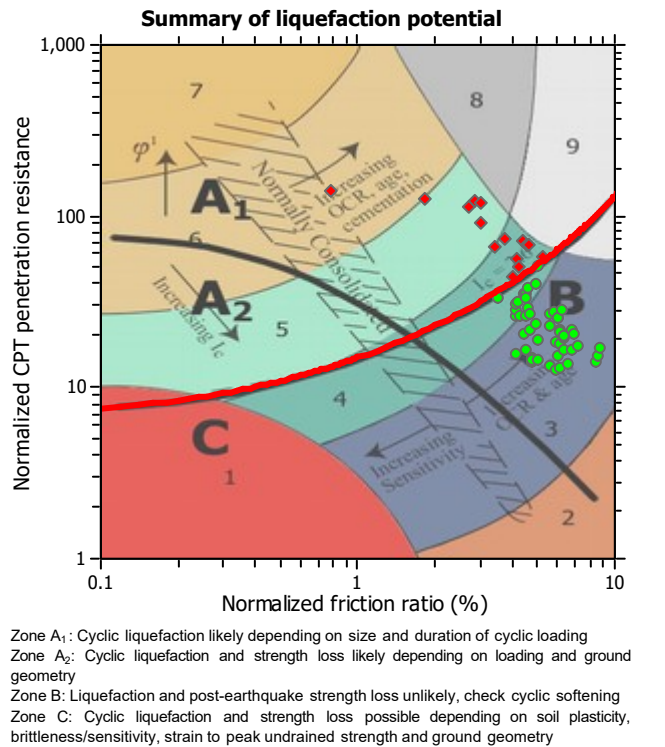 Summary of liquefaction potential
Normalized CPT penetration resistance
1,000
100
10
1
7
8
9
φ'
A1
Increasing
OCR, age,
cementation
Normally Consolidated
6
A2
Increasing Ic
5
B
4
Increasing
OCR & age
3
C
1
Increasing
Sensitivity
2
0.1
1
10
Normalized friction ratio (%)
Zone A1: Cyclic liquefaction likely depending on size and duration of cyclic loading
Zone A2: Cyclic liquefaction and strength loss likely depending on loading and ground
geometry
Zone B: Liquefaction and post-earthquake strength loss unlikely, check cyclic softening
Zone C: Cyclic liquefaction and strength loss possible depending on soil plasticity,
brittleness/sensitivity, strain to peak undrained strength and ground geometry